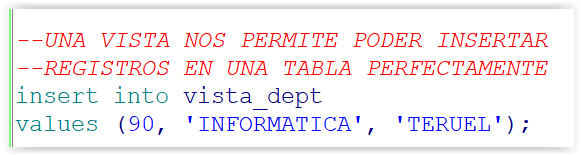 --UNA VISTA NOS PERMITE PODER INSERTAR
--REGISTROS EN UNA TABLA PERFECTAMENTE
insert into vista_dept
values (90, 'INFORMATICA', 'TERUEL');